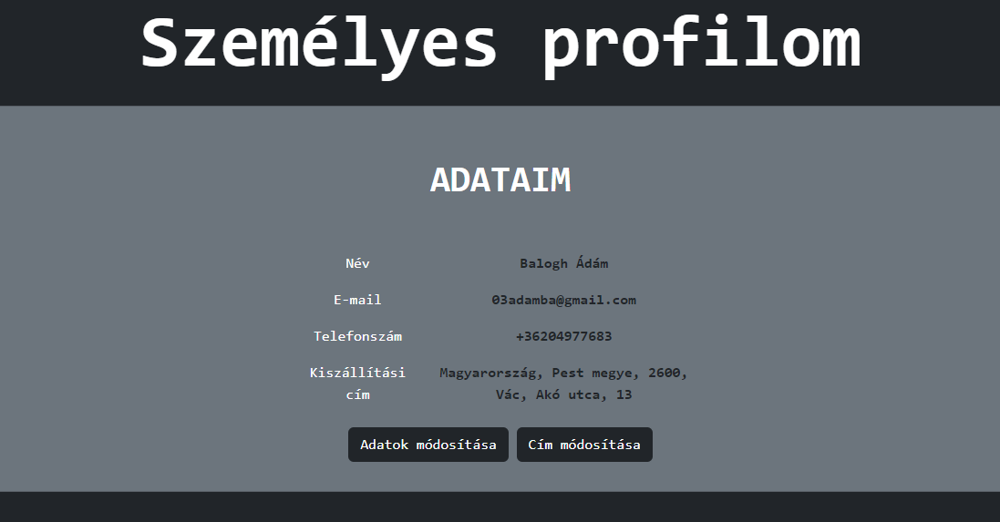 Személyes profilom
ADATAIM
Név Balogh Ádám
E-mail 03adamba@gmail.com
Telefonszám +36204977683
Kiszállítási Magyarország, Pest megye, 2600,
cím Vác, Akó utca, 13
Adatok módosítása Cím módosítása